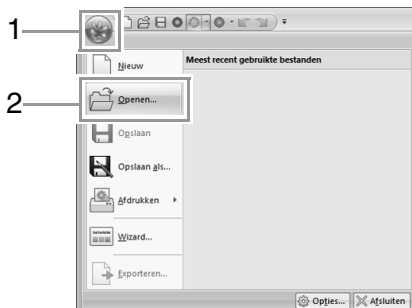 1
Nieuw
Meest recent gebruikte bestanden
2
Openen...
Opslaan
Opslaan als...
Afdrukken
Wizard...
Exporteren...
Opties...
Afsluiten